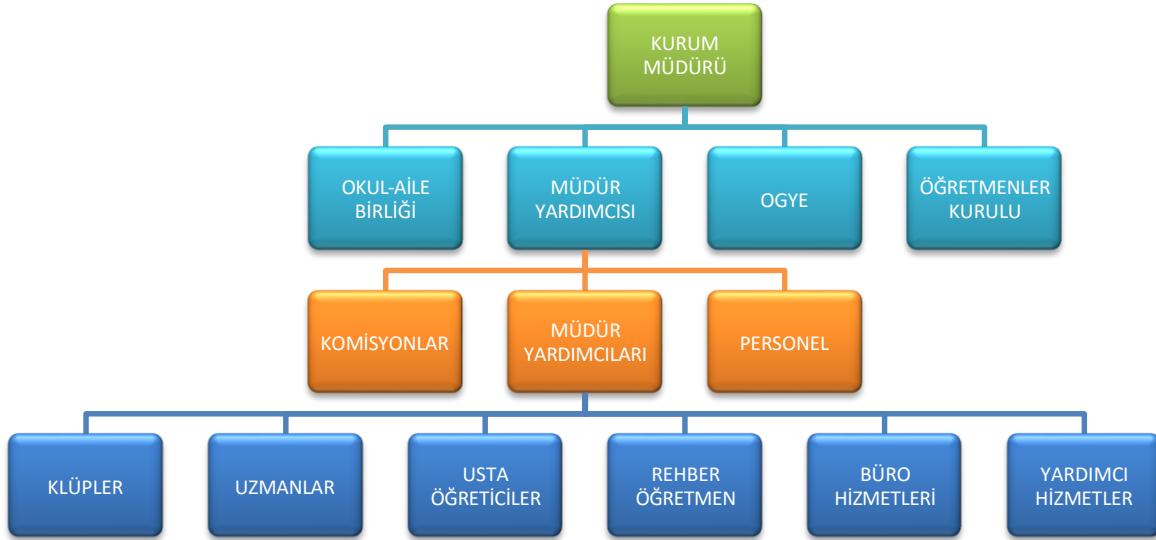 KURUM
MÜDÜRÜ
OKUL-AİLE
BİRLİĞİ
MÜDÜR
YARDIMCISI
OGYE
ÖĞRETMENLER
KURULU
KOMİSYONLAR
MÜDÜR
YARDIMCILARI
PERSONEL
KLÜPLER
UZMANLAR
USTA
ÖĞRETİCİLER
REHBER
ÖĞRETMEN
BÜRO
HİZMETLERİ
YARDIMCI
HİZMETLER